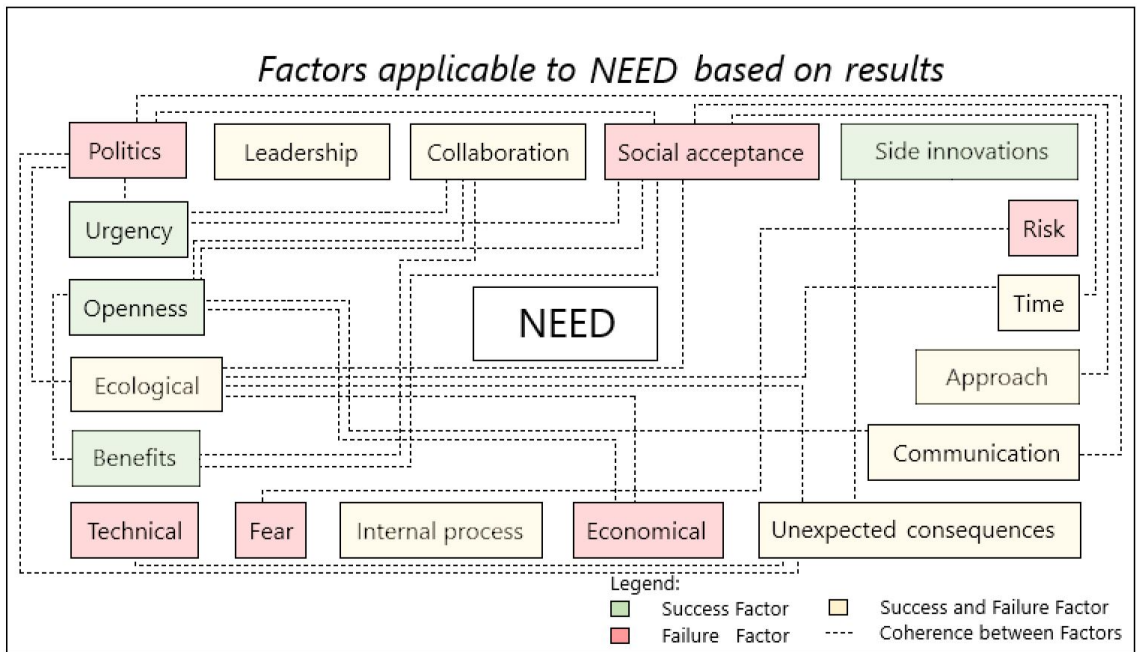 Factors applicable to NEED based on results
Politics
Leadership
Collaboration
Social acceptance
Side innovations
Urgency
Risk
Openness
NEED
Time
Ecological
Approach
Benefits
Communication
Technical
Fear
Internal process
Economical
Unexpected consequences
Legend:
Success Factor
Success and Failure Factor
Failure Factor
Coherence between Factors